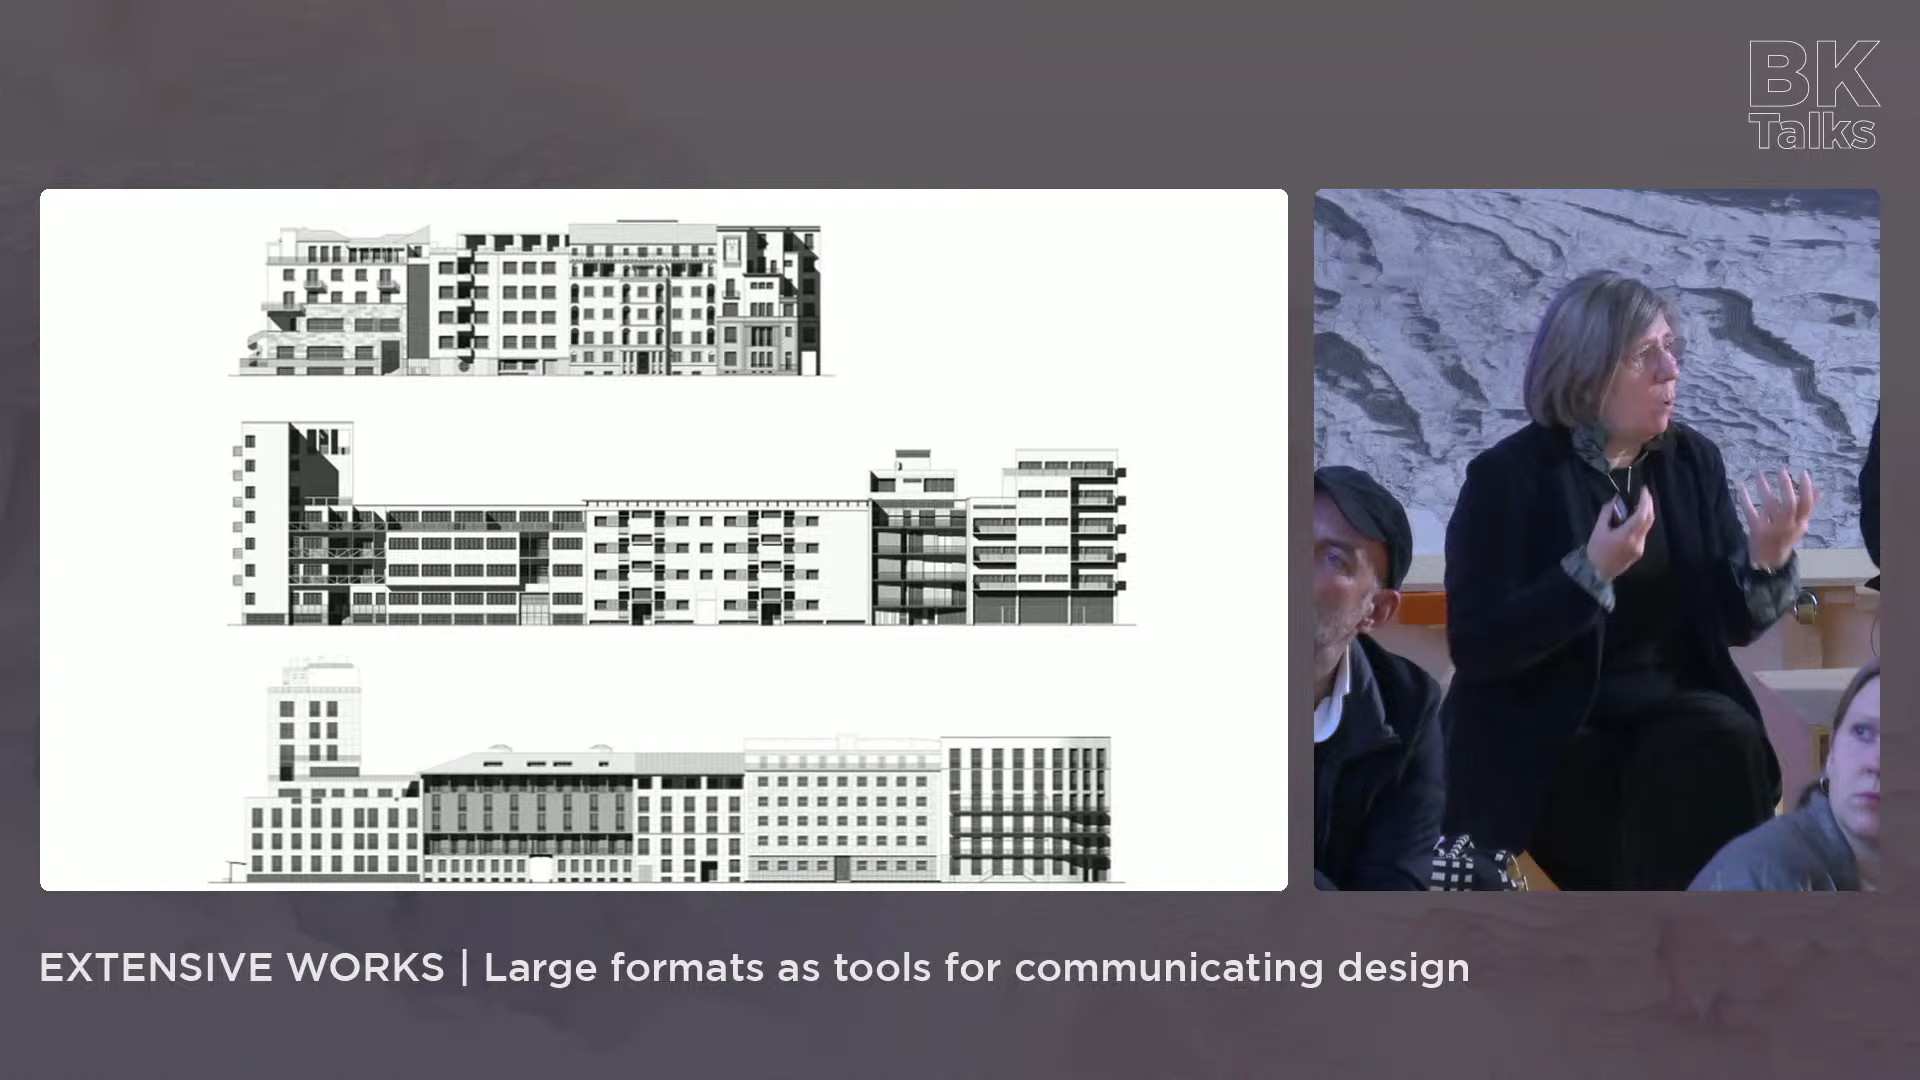 BK
Talks
EXTENSIVE WORKS | Large formats as tools for communicating design